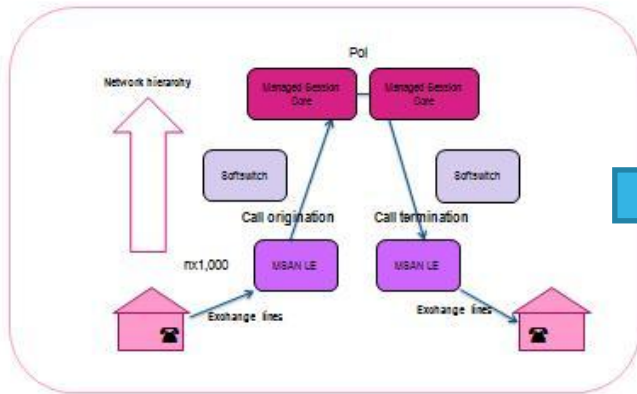 PoI
Network hierarchy
Managed Session
Core
Managed Session
Core
Softswitch
Softswitch
Call origination
Call termination
nx1,000
MSAN LE
MSAN LE
Exchange lines
Exchange lines